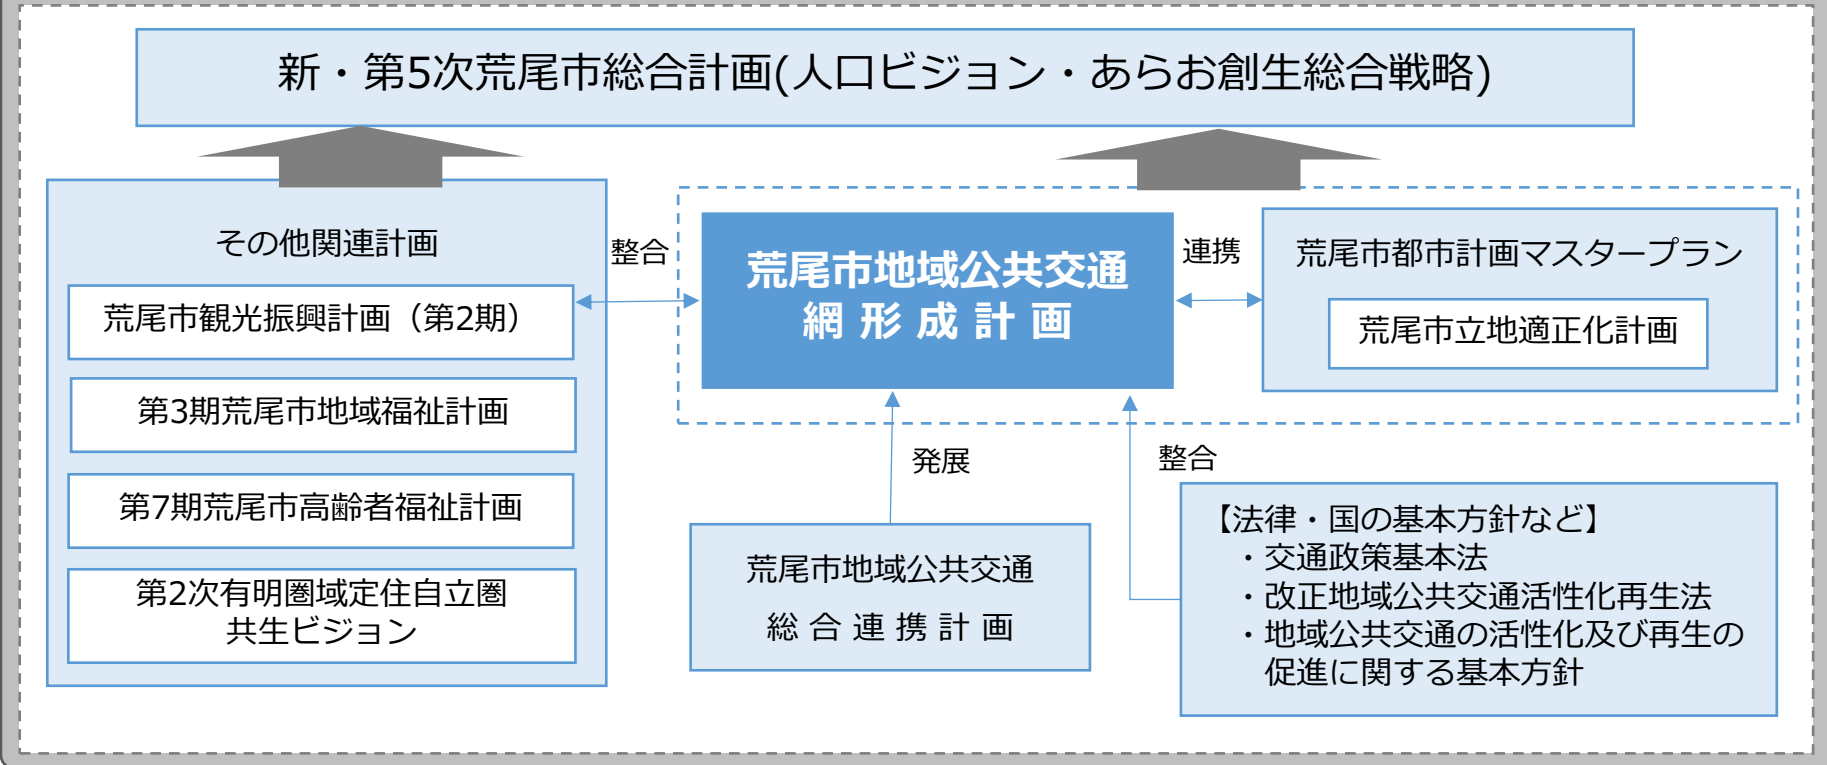 新・第5次荒尾市総合計画(人口ビジョン・あらお創生総合戦略)
その他関連計画
荒尾市観光振興計画（第2期）
第3期荒尾市地域福祉計画
第7期荒尾市高齢者福祉計画
第2次有明圏域定住自立圏
共生ビジョン
整合
荒尾市地域公共交通
網形成計画
連携
荒尾市都市計画マスタープラン
荒尾市立地適正化計画
発展
整合
荒尾市地域公共交通
総合連携計画
【法律・国の基本方針など】
・交通政策基本法
・改正地域公共交通活性化再生法
・地域公共交通の活性化及び再生の
促進に関する基本方針